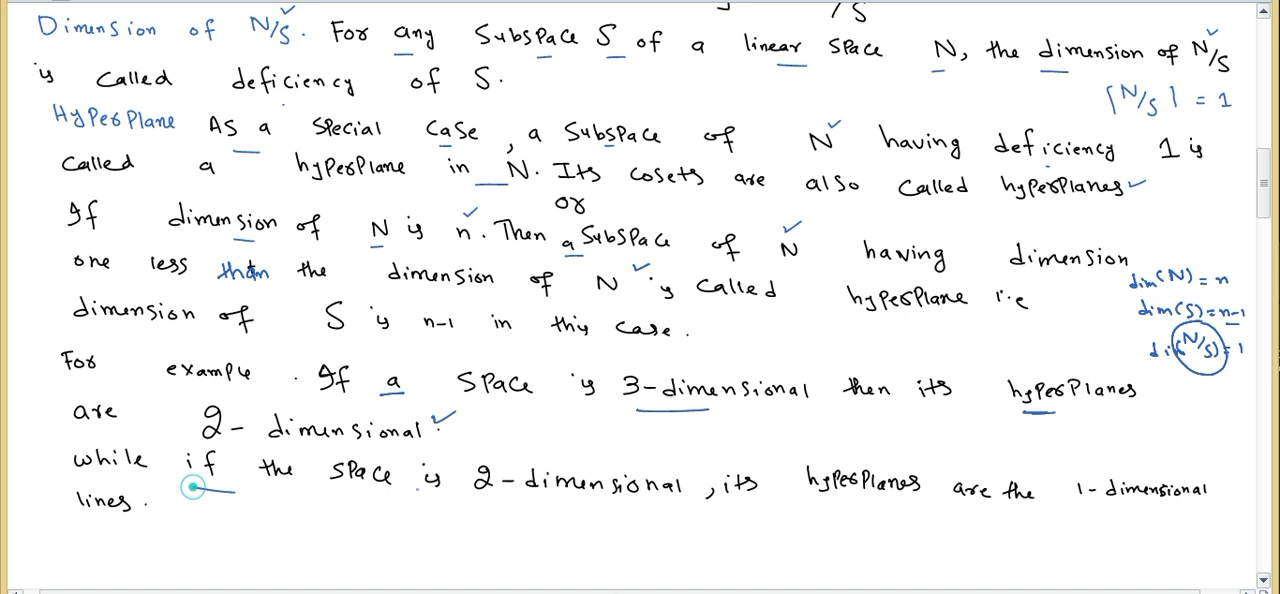 /S
Dimension of N/S. For any Subspace S of a linear space N, the dimension of N/S
is called deficiency of S.
|N/S| = 1
HyPerPlane As a special case, a Subspace of N having deficiency 1 is
called a hyperplane in N. Its cosets are also called hyperplanes
or
If dimension of N is n. Then a Subspace of N having dimension
one less than the dimension of N is called hyperplane i.e
dim(N) = n
dimension of S is n-1 in this case.
dim(S) = n-1
dim(N/S) = 1
For example. If a space is 3-dimensional then its hyperplanes
are 2-dimensional.
while if the space is 2-dimensional, its hyperplanes are the 1-dimensional
lines.